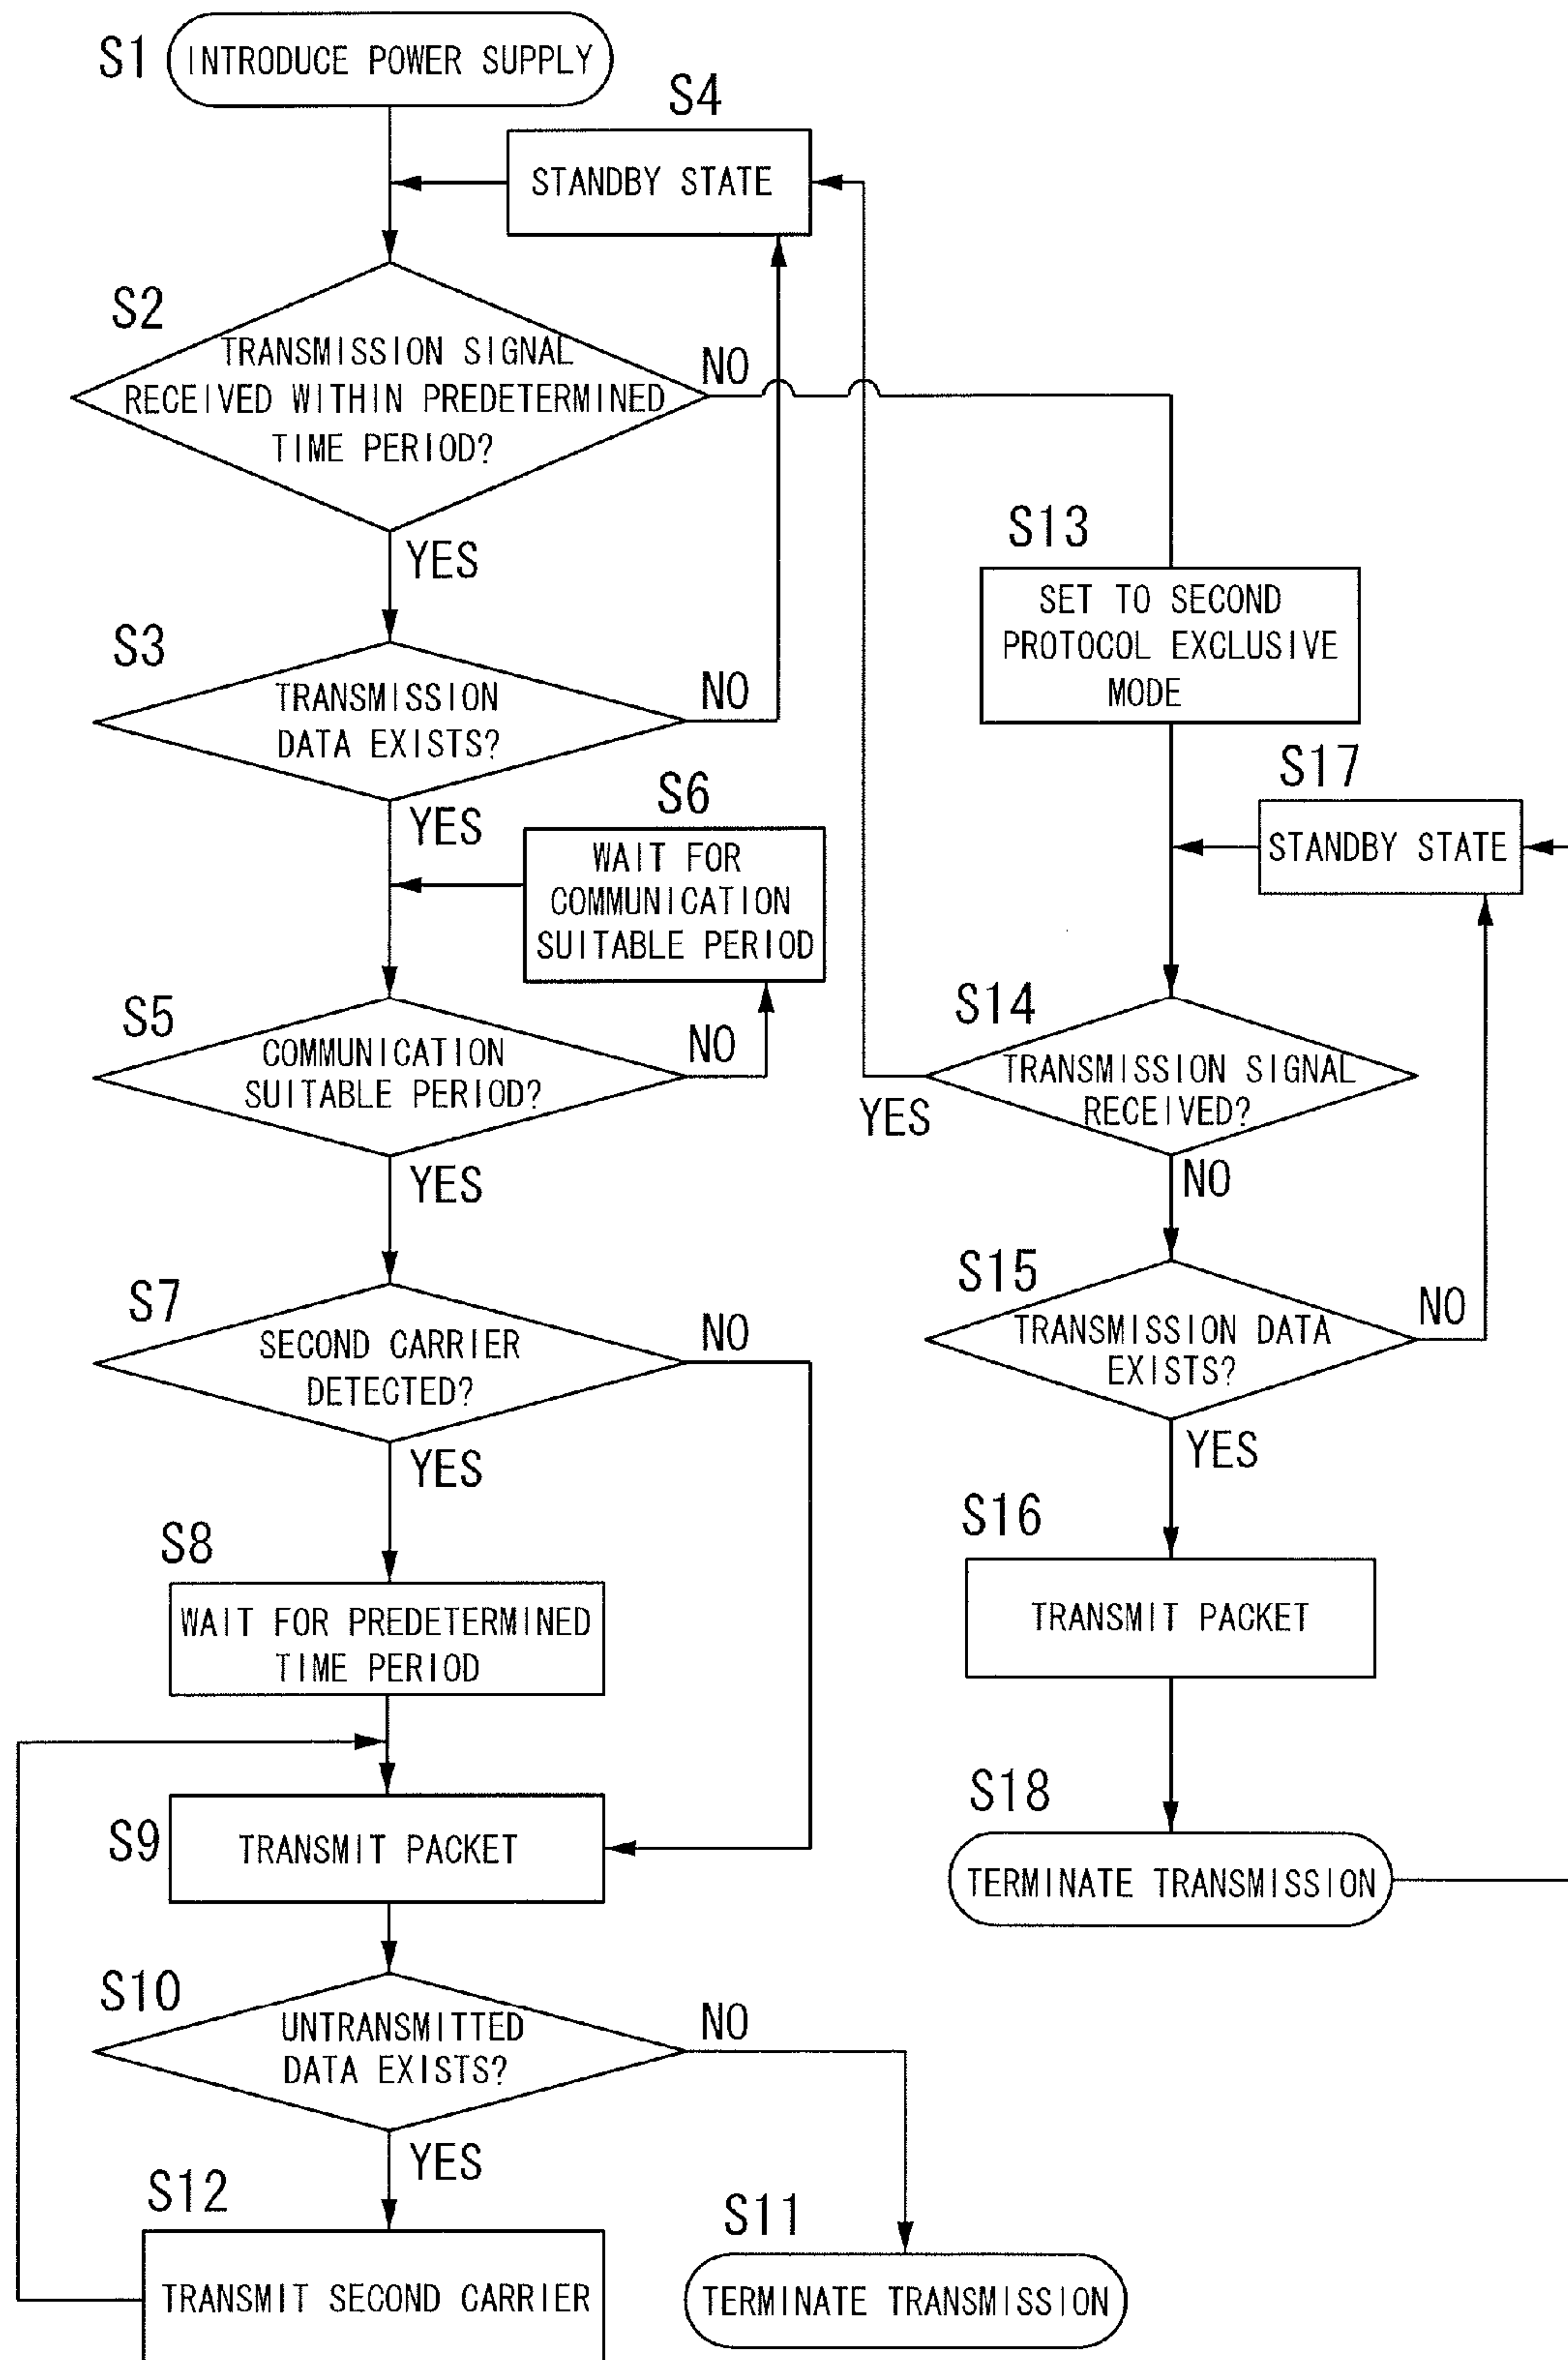 S1
INTRODUCE POWER SUPPLY
S4
STANDBY STATE
S2
TRANSMISSION SIGNAL
RECEIVED WITHIN PREDETERMINED
TIME PERIOD?
NO
YES
S3
TRANSMISSION
DATA EXISTS?
NO
YES
S6
WAIT FOR
COMMUNICATION
SUITABLE PERIOD
S5
COMMUNICATION
SUITABLE PERIOD?
NO
YES
S7
SECOND CARRIER
DETECTED?
NO
YES
S8
WAIT FOR PREDETERMINED
TIME PERIOD
S9
TRANSMIT PACKET
S10
UNTRANSMITTED
DATA EXISTS?
NO
YES
S12
TRANSMIT SECOND CARRIER
S11
TERMINATE TRANSMISSION
S13
SET TO SECOND
PROTOCOL EXCLUSIVE
MODE
S17
STANDBY STATE
S14
TRANSMISSION SIGNAL
RECEIVED?
YES
NO
S15
TRANSMISSION DATA
EXISTS?
NO
YES
S16
TRANSMIT PACKET
S18
TERMINATE TRANSMISSION